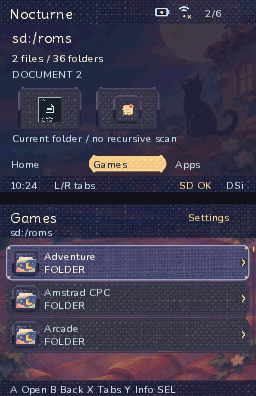 Nocturne 2/6
sd:/roms
2 files / 36 folders
DOCUMENT 2
Current folder / no recursive scan
Home Games Apps
10:24 L/R tabs SD OK DSi
Games Settings
sd:/roms
Adventure
FOLDER
Amstrad CPC
FOLDER
Arcade
FOLDER
A Open B Back X Tabs Y Info SEL